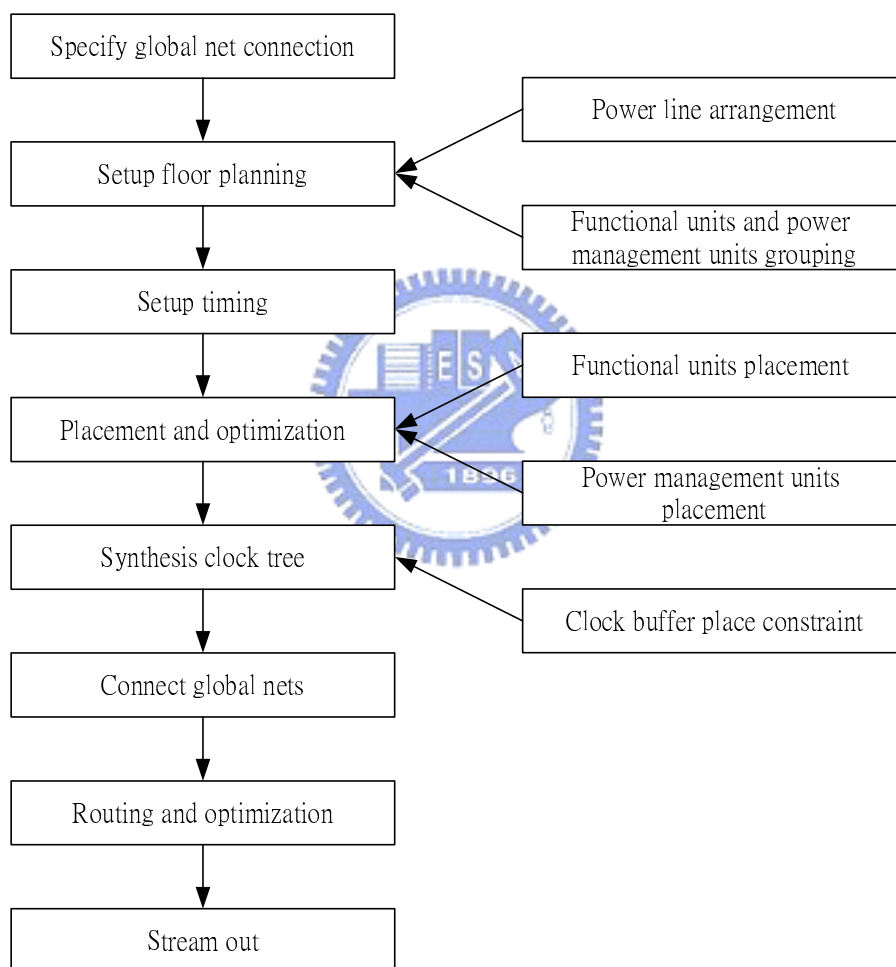 Specify global net connection
Power line arrangement
Setup floor planning
Functional units and power
management units grouping
Setup timing
Functional units placement
Placement and optimization
Power management units
placement
Synthesis clock tree
Clock buffer place constraint
Connect global nets
Routing and optimization
Stream out
ES
1896